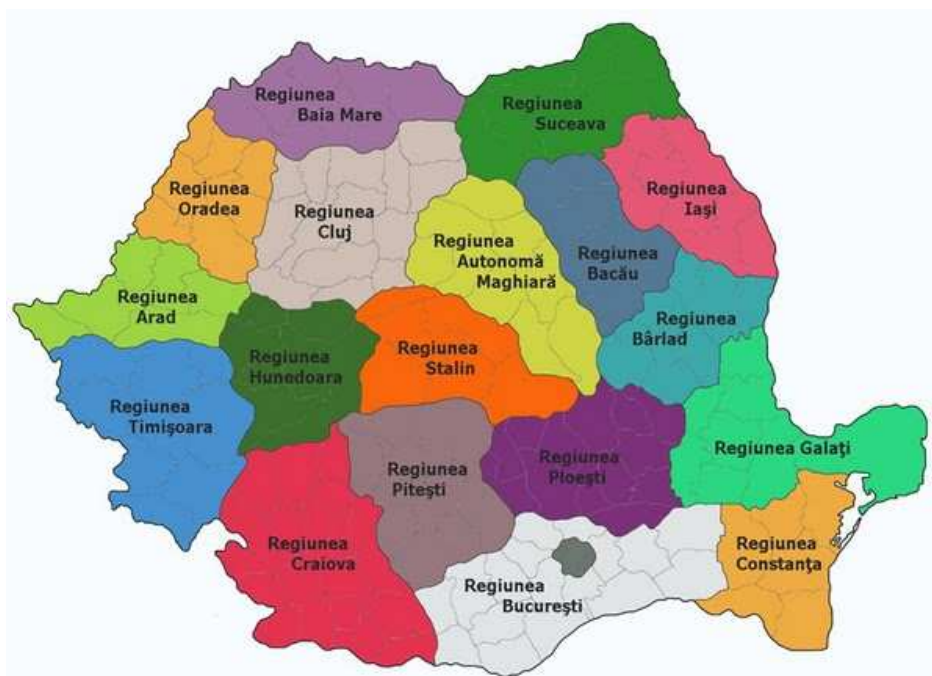 Regiunea
Baia Mare
Regiunea
Suceava
Regiunea
Oradea
Regiunea
Cluj
Regiunea
Iaşi
Regiunea
Autonomă
Maghiară
Regiunea
Bacău
Regiunea
Arad
Regiunea
Bârlad
Regiunea
Hunedoara
Regiunea
Stalin
Regiunea
Timişoara
Regiunea Galaţi
Regiunea
Piteşti
Regiunea
Ploeşti
Regiunea
Craiova
Regiunea
Constanţa
Regiunea
Bucureşti